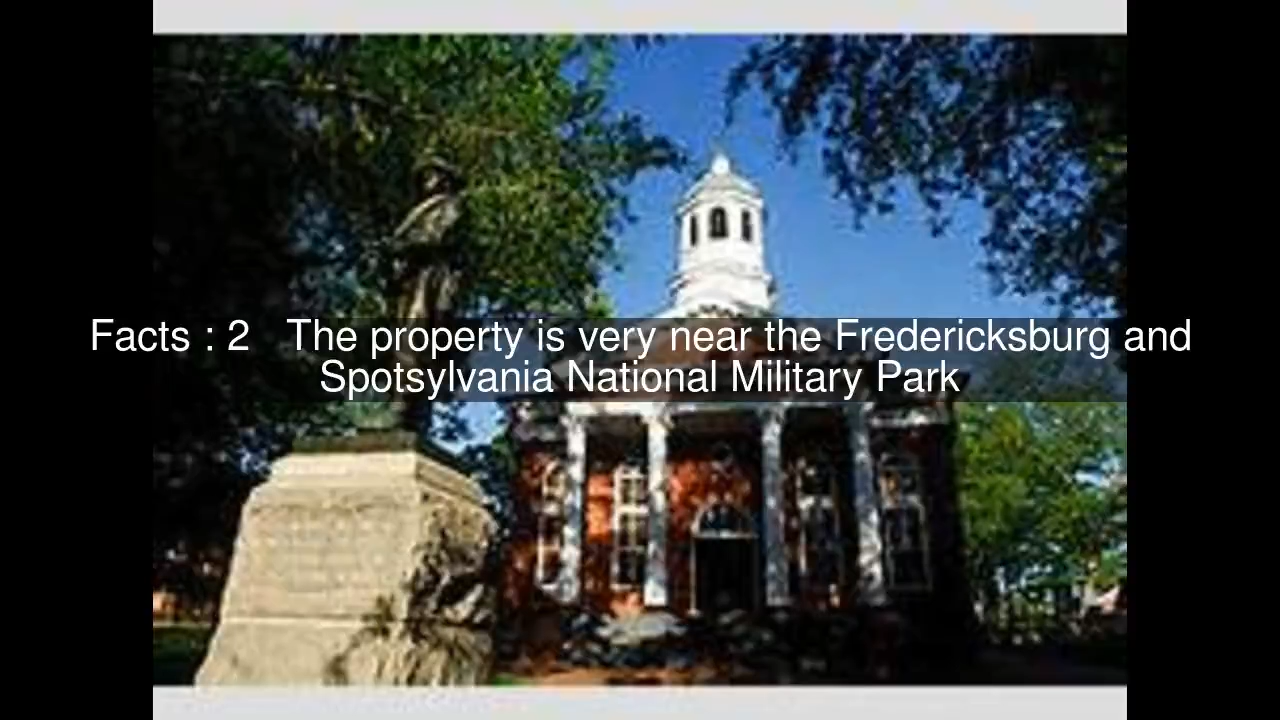 Facts : 2   The property is very near the Fredericksburg and
Spotsylvania National Military Park